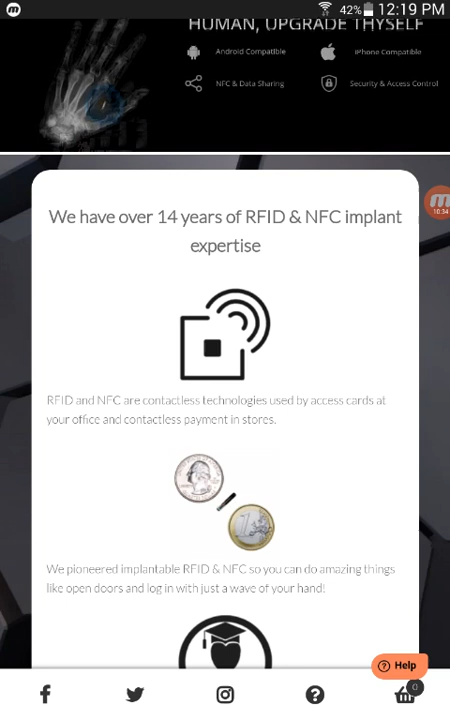 42% 12:19 PM
HUMAN, UPGRADE THYSELF
Android Compatible
iPhone Compatible
NFC & Data Sharing
Security & Access Control
10:34
We have over 14 years of RFID & NFC implant
expertise
RFID and NFC are contactless technologies used by access cards at
your office and contactless payment in stores.
We pioneered implantable RFID & NFC so you can do amazing things
like open doors and log in with just a wave of your hand!
? Help
0